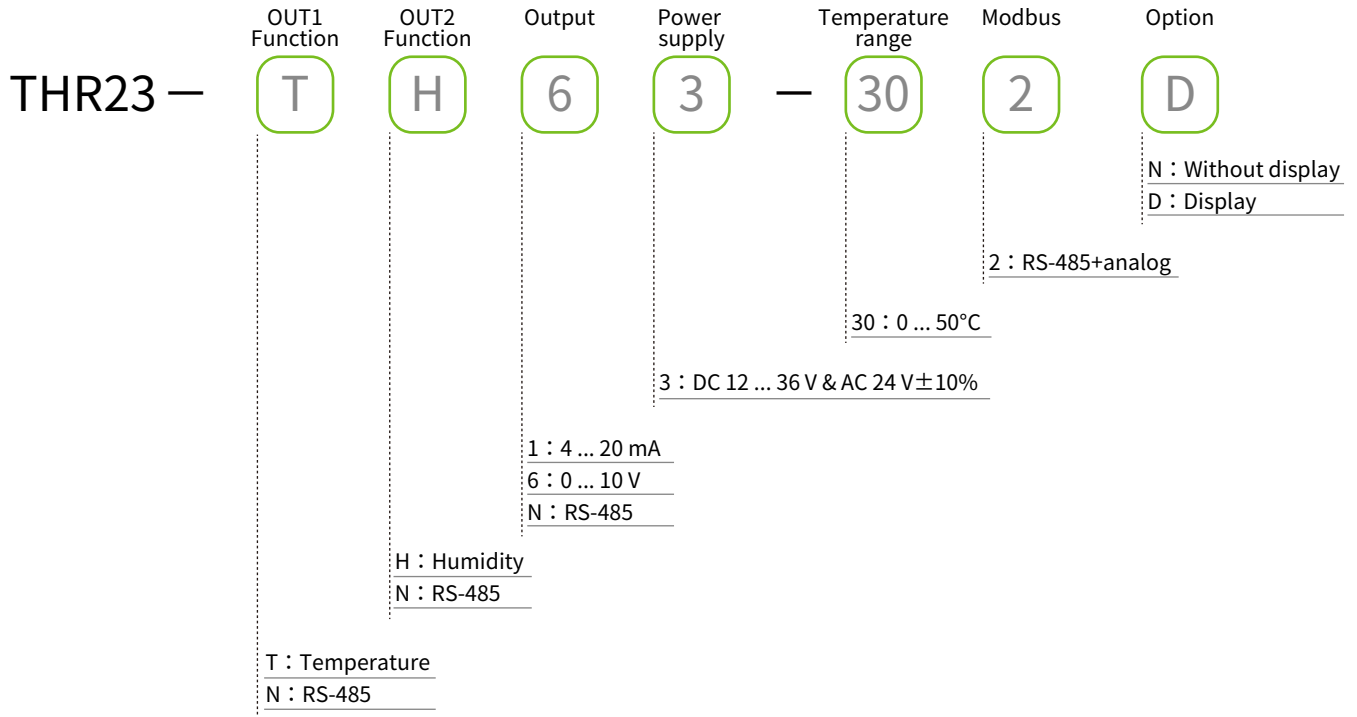 OUT1
Function
OUT2
Function
Output
Power
supply
Temperature
range
Modbus
Option
THR23 — T H 6 3 — 30 2 D
N：Without display
D：Display
2：RS-485+analog
30：0 ... 50°C
3：DC 12 ... 36 V & AC 24 V±10%
1：4 ... 20 mA
6：0 ... 10 V
N：RS-485
H：Humidity
N：RS-485
T：Temperature
N：RS-485